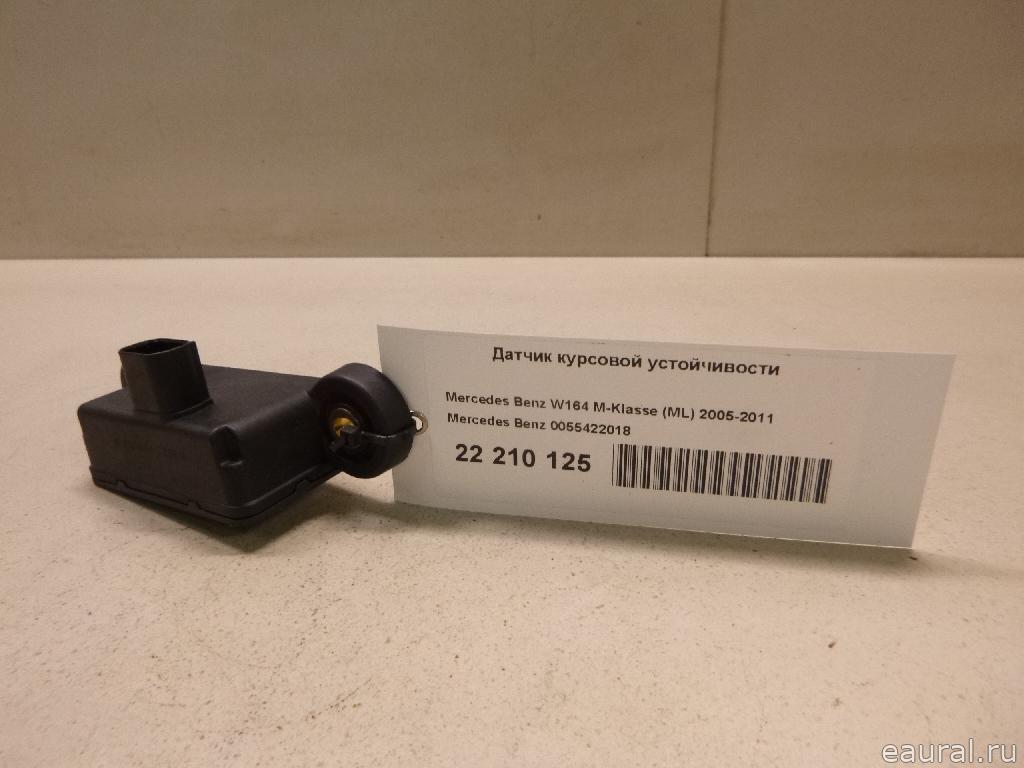 Датчик курсовой устойчивости
Mercedes Benz W164 M-Klasse (ML) 2005-2011
Mercedes Benz 0055422018
22 210 125
eaural.ru